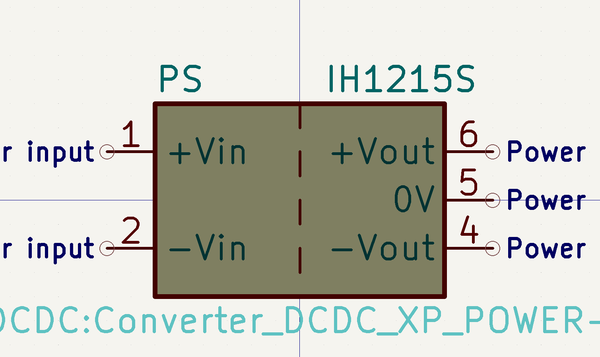 PS IH1215S
r input 1 +Vin +Vout 6 Power
0V 5 Power
r input 2 -Vin -Vout 4 Power
DCDC:Converter_DCDC_XP_POWER-